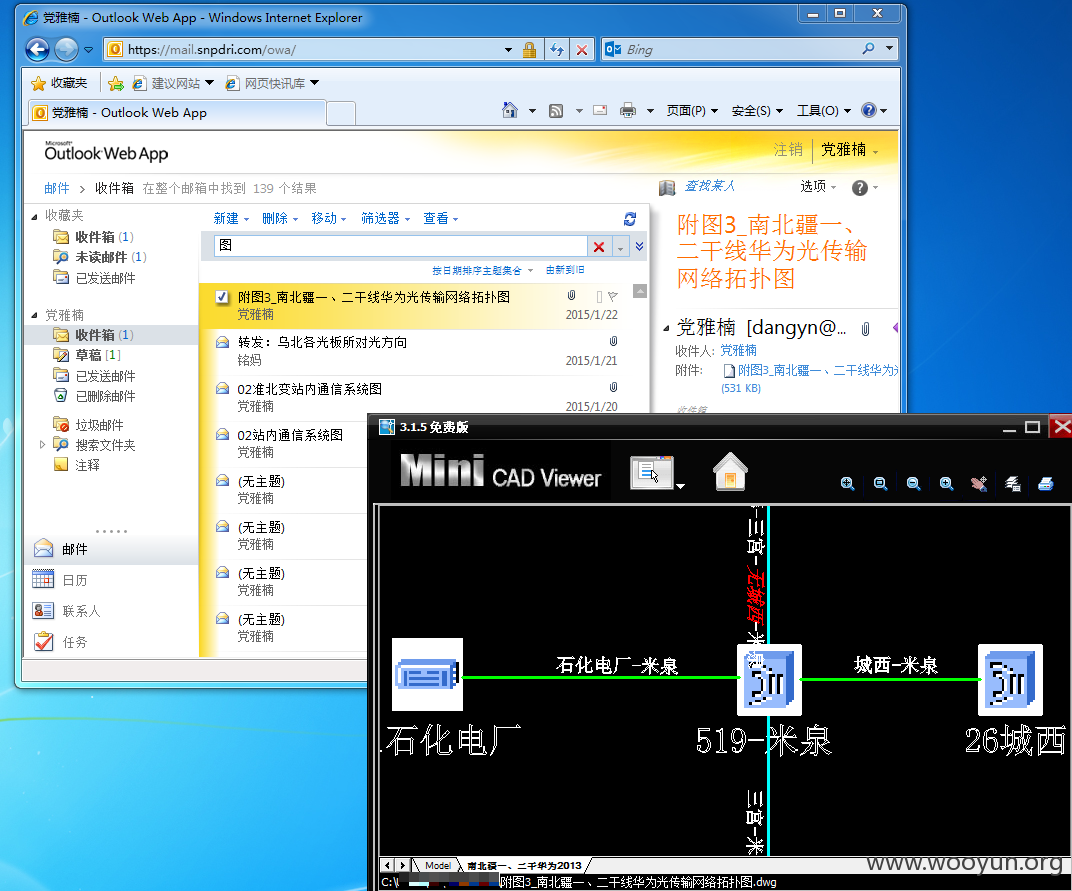 党雅楠 - Outlook Web App - Windows Internet Explorer
https://mail.snpdri.com/owa/
Bing
收藏夹
建议网站
网页快讯库
党雅楠 - Outlook Web App
页面(P)
安全(S)
工具(O)
Microsoft
Outlook Web App
注销
党雅楠
邮件
收件箱 在整个邮箱中找到 139 个结果
查找某人
选项
收藏夹
收件箱 (1)
未读邮件 (1)
已发送邮件
党雅楠
收件箱 (1)
草稿 [1]
已发送邮件
已删除邮件
垃圾邮件
搜索文件夹
注释
邮件
日历
联系人
任务
新建
删除
移动
筛选器
查看
图
按日期排序主题集合
由新到旧
附图3_南北疆一、二干线华为光传输网络拓扑图
党雅楠
2015/1/22
转发：乌北各光板所对光方向
铭妈
2015/1/21
02准北变站内通信系统图
党雅楠
2015/1/20
02站内通信系统图
党雅楠
(无主题)
党雅楠
(无主题)
党雅楠
(无主题)
党雅楠
(无主题)
党雅楠
附图3_南北疆一、
二干线华为光传输
网络拓扑图
党雅楠 [dangyn@...
收件人: 党雅楠
附件: 附图3_南北疆一、二干线华为光
(531 KB)
收件箱
3.1.5 免费版
Mini CAD Viewer
三宫-
无城西
-米泉
石化电厂-米泉
城西-米泉
石化电厂
519-米泉
26城西
三宫-米
Model
南北疆一、二干华为2013
C:\
附图3_南北疆一、二干线华为光传输网络拓扑图.dwg
www.wooyun.org